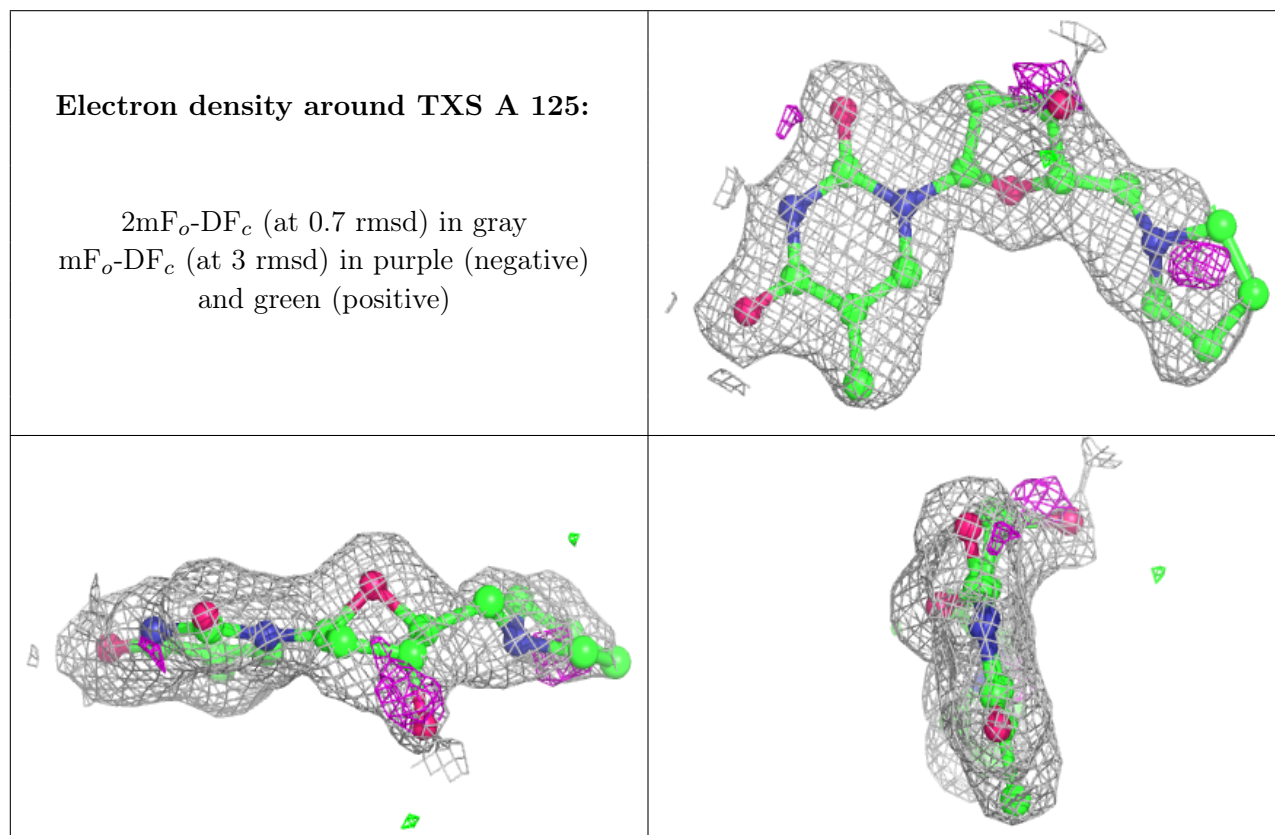 Electron density around TXS A 125:
2mFₒ-DF𝒸 (at 0.7 rmsd) in gray
mFₒ-DF𝒸 (at 3 rmsd) in purple (negative)
and green (positive)